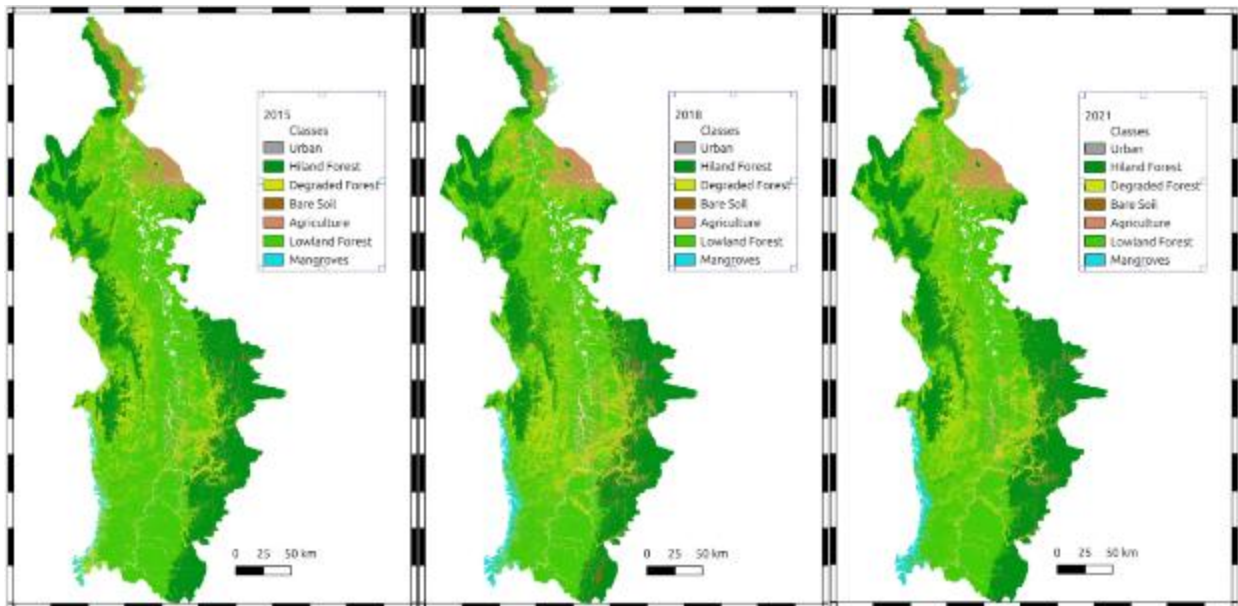 2015
Classes
Urban
Hiland Forest
Degraded Forest
Bare Soil
Agriculture
Lowland Forest
Mangroves
0 25 50 km
2018
Classes
Urban
Hiland Forest
Degraded Forest
Bare Soil
Agriculture
Lowland Forest
Mangroves
0 25 50 km
2021
Classes
Urban
Hiland Forest
Degraded Forest
Bare Soil
Agriculture
Lowland Forest
Mangroves
0 25 50 km